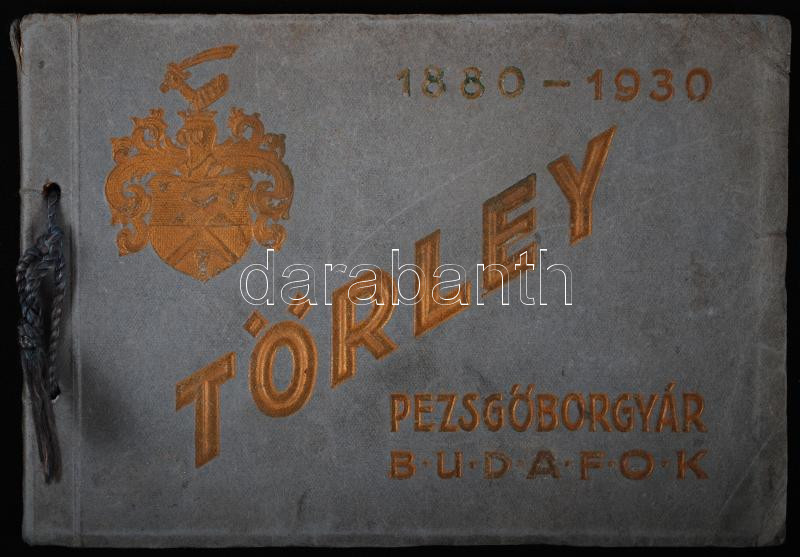 1880 – 1930
TÖRLEY
darabanth
PEZSGŐBORGYÁR
B·U·D·A·F·O·K